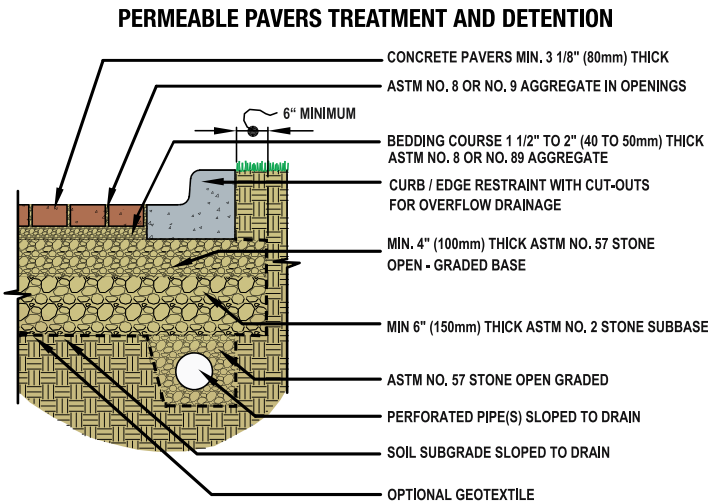 PERMEABLE PAVERS TREATMENT AND DETENTION
CONCRETE PAVERS MIN. 3 1/8" (80mm) THICK
ASTM NO. 8 OR NO. 9 AGGREGATE IN OPENINGS
6" MINIMUM
BEDDING COURSE 1 1/2" TO 2" (40 TO 50mm) THICK
ASTM NO. 8 OR NO. 89 AGGREGATE
CURB / EDGE RESTRAINT WITH CUT-OUTS
FOR OVERFLOW DRAINAGE
MIN. 4" (100mm) THICK ASTM NO. 57 STONE
OPEN - GRADED BASE
MIN 6" (150mm) THICK ASTM NO. 2 STONE SUBBASE
ASTM NO. 57 STONE OPEN GRADED
PERFORATED PIPE(S) SLOPED TO DRAIN
SOIL SUBGRADE SLOPED TO DRAIN
OPTIONAL GEOTEXTILE